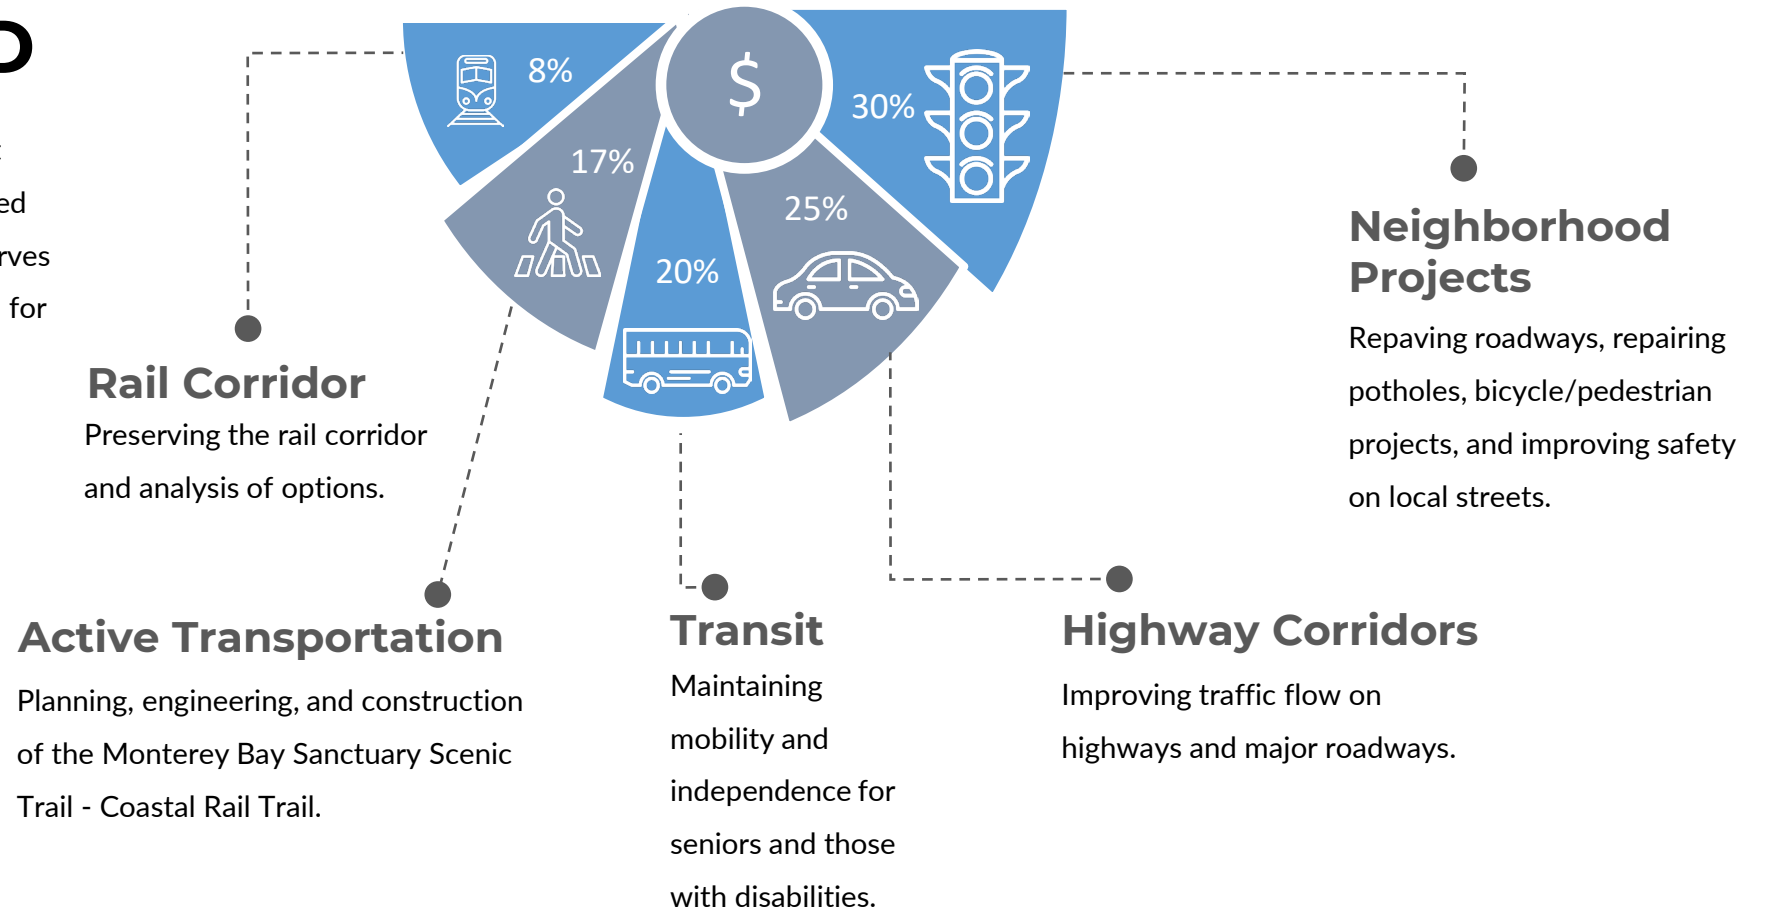 D
ed
rves
for
8%
17%
20%
25%
30%
$
Rail Corridor
Preserving the rail corridor
and analysis of options.
Active Transportation
Planning, engineering, and construction
of the Monterey Bay Sanctuary Scenic
Trail - Coastal Rail Trail.
Transit
Maintaining
mobility and
independence for
seniors and those
with disabilities.
Highway Corridors
Improving traffic flow on
highways and major roadways.
Neighborhood
Projects
Repaving roadways, repairing
potholes, bicycle/pedestrian
projects, and improving safety
on local streets.